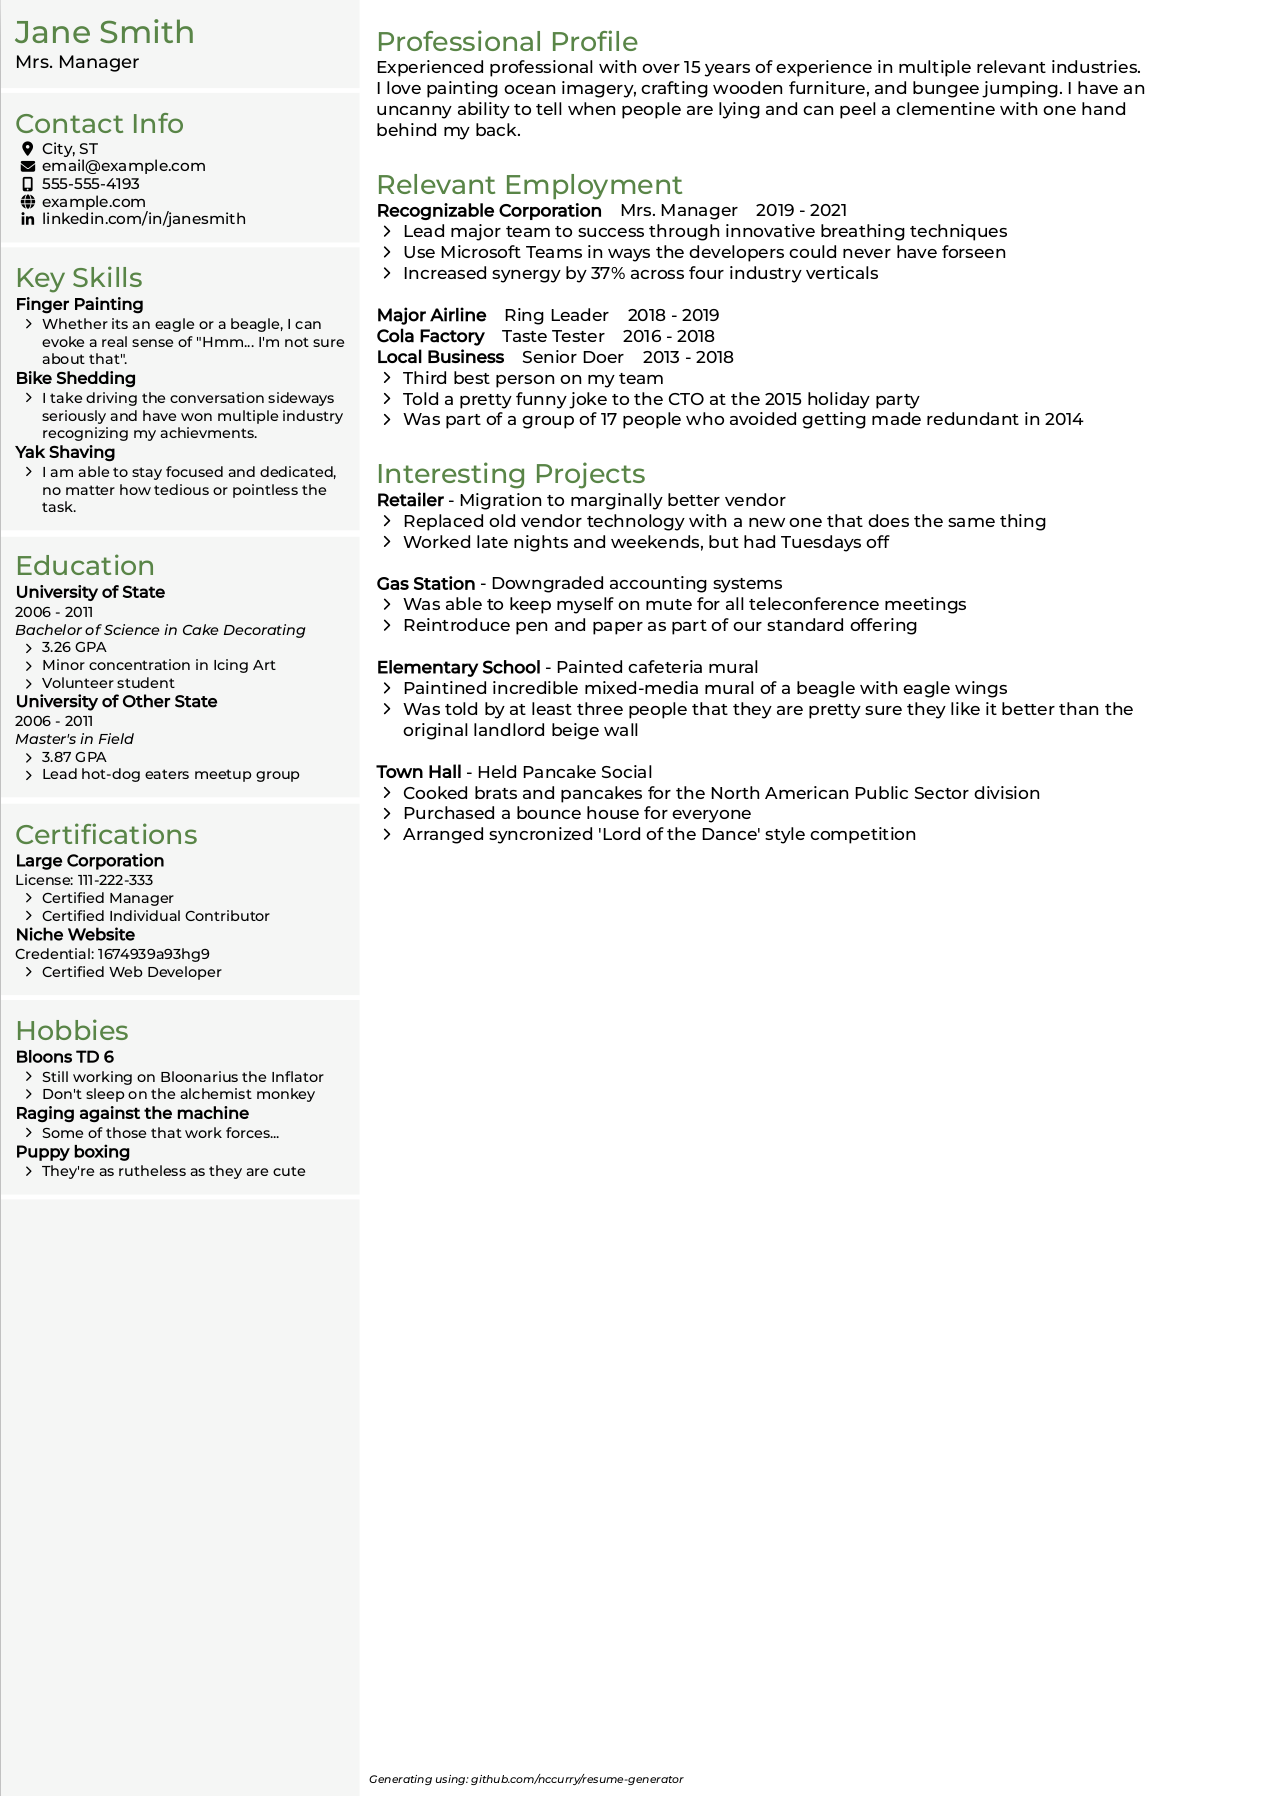 Jane Smith
Mrs. Manager
Contact Info
City, ST
email@example.com
555-555-4193
example.com
linkedin.com/in/janesmith
Key Skills
Finger Painting
Whether its an eagle or a beagle, I can
evoke a real sense of "Hmm... I'm not sure
about that".
Bike Shedding
I take driving the conversation sideways
seriously and have won multiple industry
recognizing my achievments.
Yak Shaving
I am able to stay focused and dedicated,
no matter how tedious or pointless the
task.
Education
University of State
2006 - 2011
Bachelor of Science in Cake Decorating
3.26 GPA
Minor concentration in Icing Art
Volunteer student
University of Other State
2006 - 2011
Master's in Field
3.87 GPA
Lead hot-dog eaters meetup group
Certifications
Large Corporation
License: 111-222-333
Certified Manager
Certified Individual Contributor
Niche Website
Credential: 1674939a93hg9
Certified Web Developer
Hobbies
Bloons TD 6
Still working on Bloonarius the Inflator
Don't sleep on the alchemist monkey
Raging against the machine
Some of those that work forces...
Puppy boxing
They're as rutheless as they are cute
Professional Profile
Experienced professional with over 15 years of experience in multiple relevant industries.
I love painting ocean imagery, crafting wooden furniture, and bungee jumping. I have an
uncanny ability to tell when people are lying and can peel a clementine with one hand
behind my back.
Relevant Employment
Recognizable Corporation Mrs. Manager 2019 - 2021
Lead major team to success through innovative breathing techniques
Use Microsoft Teams in ways the developers could never have forseen
Increased synergy by 37% across four industry verticals
Major Airline Ring Leader 2018 - 2019
Cola Factory Taste Tester 2016 - 2018
Local Business Senior Doer 2013 - 2018
Third best person on my team
Told a pretty funny joke to the CTO at the 2015 holiday party
Was part of a group of 17 people who avoided getting made redundant in 2014
Interesting Projects
Retailer - Migration to marginally better vendor
Replaced old vendor technology with a new one that does the same thing
Worked late nights and weekends, but had Tuesdays off
Gas Station - Downgraded accounting systems
Was able to keep myself on mute for all teleconference meetings
Reintroduce pen and paper as part of our standard offering
Elementary School - Painted cafeteria mural
Paintined incredible mixed-media mural of a beagle with eagle wings
Was told by at least three people that they are pretty sure they like it better than the
original landlord beige wall
Town Hall - Held Pancake Social
Cooked brats and pancakes for the North American Public Sector division
Purchased a bounce house for everyone
Arranged syncronized 'Lord of the Dance' style competition
Generating using: github.com/nccurry/resume-generator